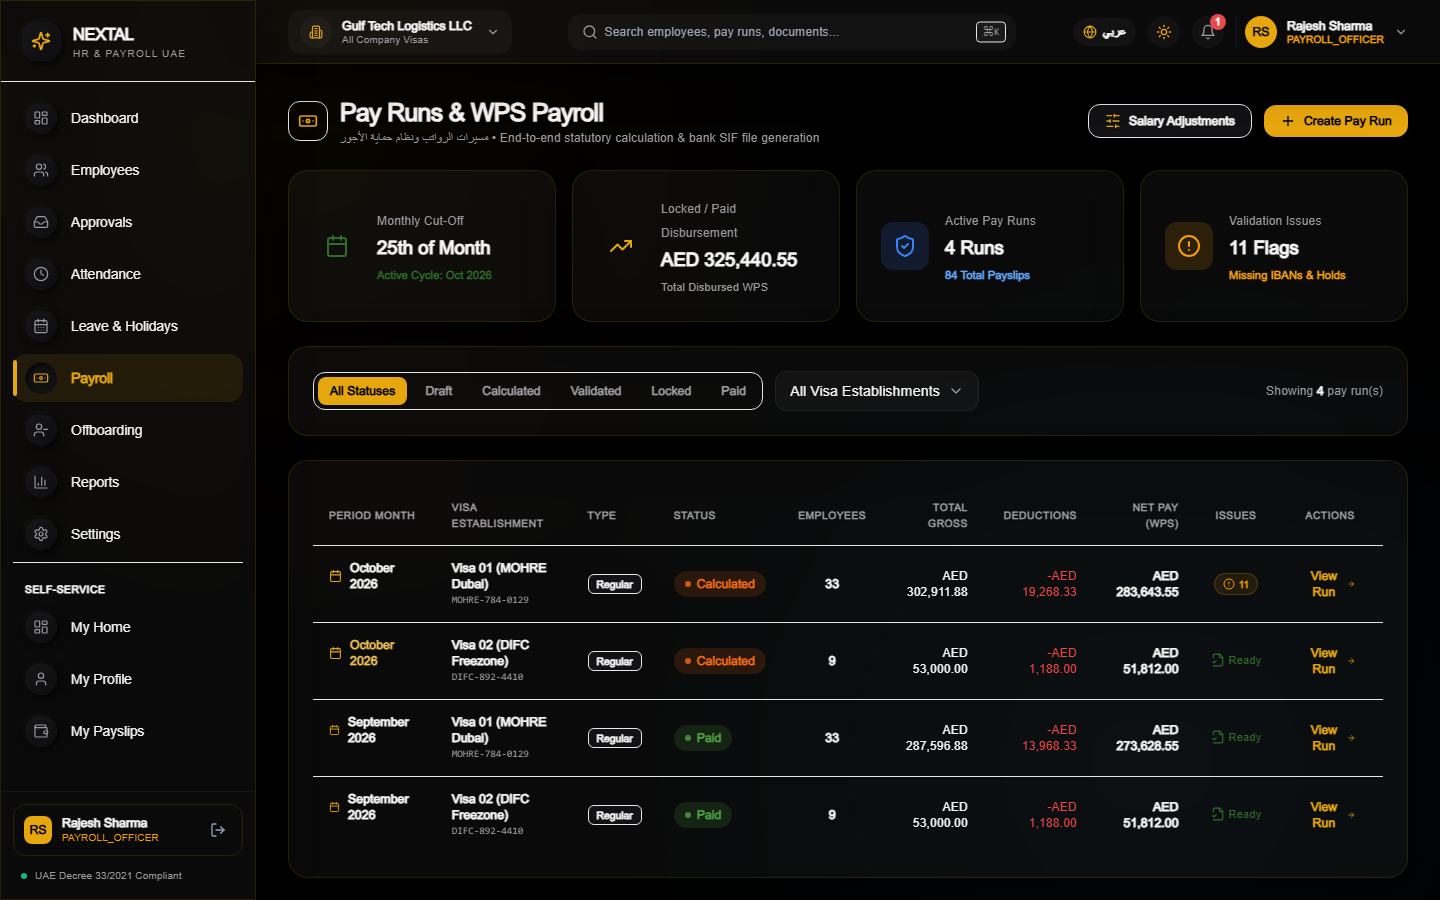 NEXTAL
HR & PAYROLL UAE
Gulf Tech Logistics LLC
All Company Visas
Search employees, pay runs, documents...
⌘K
عربي
1
RS
Rajesh Sharma
PAYROLL_OFFICER
Dashboard
Employees
Approvals
Attendance
Leave & Holidays
Payroll
Offboarding
Reports
Settings
SELF-SERVICE
My Home
My Profile
My Payslips
RS
Rajesh Sharma
PAYROLL_OFFICER
UAE Decree 33/2021 Compliant
Pay Runs & WPS Payroll
مسيرات الرواتب ونظام حماية الأجور • End-to-end statutory calculation & bank SIF file generation
Salary Adjustments
Create Pay Run
Monthly Cut-Off
25th of Month
Active Cycle: Oct 2026
Locked / Paid
Disbursement
AED 325,440.55
Total Disbursed WPS
Active Pay Runs
4 Runs
84 Total Payslips
Validation Issues
11 Flags
Missing IBANs & Holds
All Statuses Draft Calculated Validated Locked Paid
All Visa Establishments
Showing 4 pay run(s)
PERIOD MONTH VISA ESTABLISHMENT TYPE STATUS EMPLOYEES TOTAL GROSS DEDUCTIONS NET PAY (WPS) ISSUES ACTIONS
October 2026 Visa 01 (MOHRE Dubai) MOHRE-784-0129 Regular Calculated 33 AED 302,911.88 -AED 19,268.33 AED 283,643.55 11 View Run →
October 2026 Visa 02 (DIFC Freezone) DIFC-892-4410 Regular Calculated 9 AED 53,000.00 -AED 1,188.00 AED 51,812.00 Ready View Run →
September 2026 Visa 01 (MOHRE Dubai) MOHRE-784-0129 Regular Paid 33 AED 287,596.88 -AED 13,968.33 AED 273,628.55 Ready View Run →
September 2026 Visa 02 (DIFC Freezone) DIFC-892-4410 Regular Paid 9 AED 53,000.00 -AED 1,188.00 AED 51,812.00 Ready View Run →